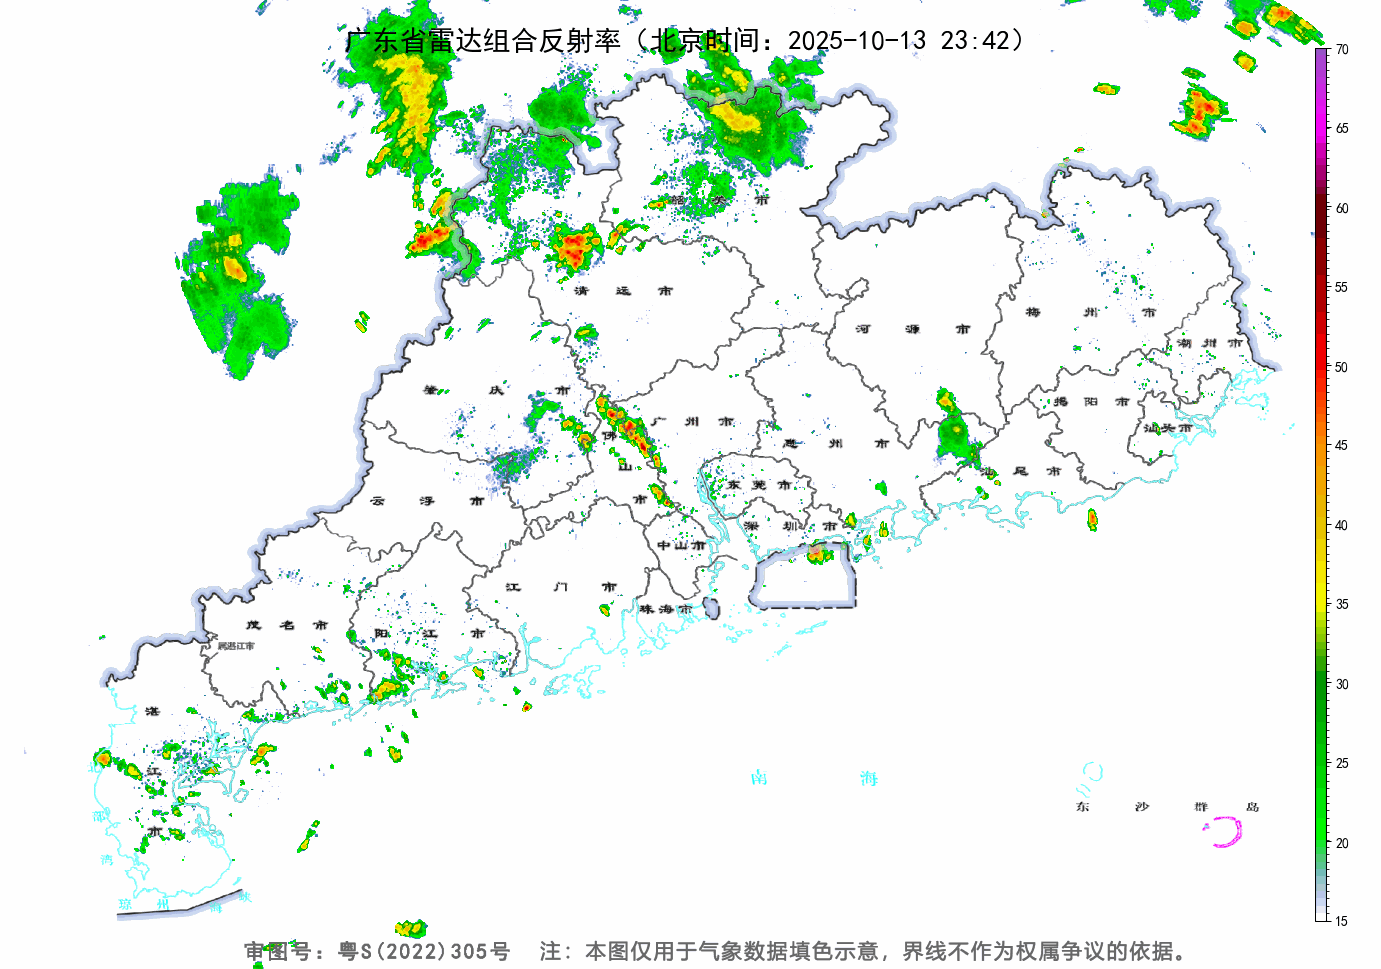 广东省雷达组合反射率（北京时间：2025-10-13 23:42）
70
65
60
55
50
45
40
35
30
25
20
15
韶关市
清远市
河源市
梅州市
潮州市
肇庆市
广州市
揭阳市
汕头市
佛山市
惠州市
汕尾市
云浮市
东莞市
深圳市
中山市
江门市
珠海市
茂名市
阳江市
属湛江市
湛江市
南海
东沙群岛
北部湾
琼州海峡
审图号：粤S(2022)305号 注：本图仅用于气象数据填色示意，界线不作为权属争议的依据。